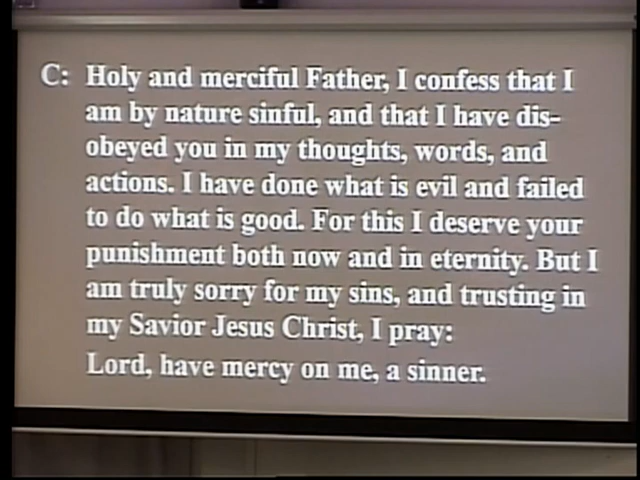 C: Holy and merciful Father, I confess that I
am by nature sinful, and that I have dis-
obeyed you in my thoughts, words, and
actions. I have done what is evil and failed
to do what is good. For this I deserve your
punishment both now and in eternity. But I
am truly sorry for my sins, and trusting in
my Savior Jesus Christ, I pray:
Lord, have mercy on me, a sinner.